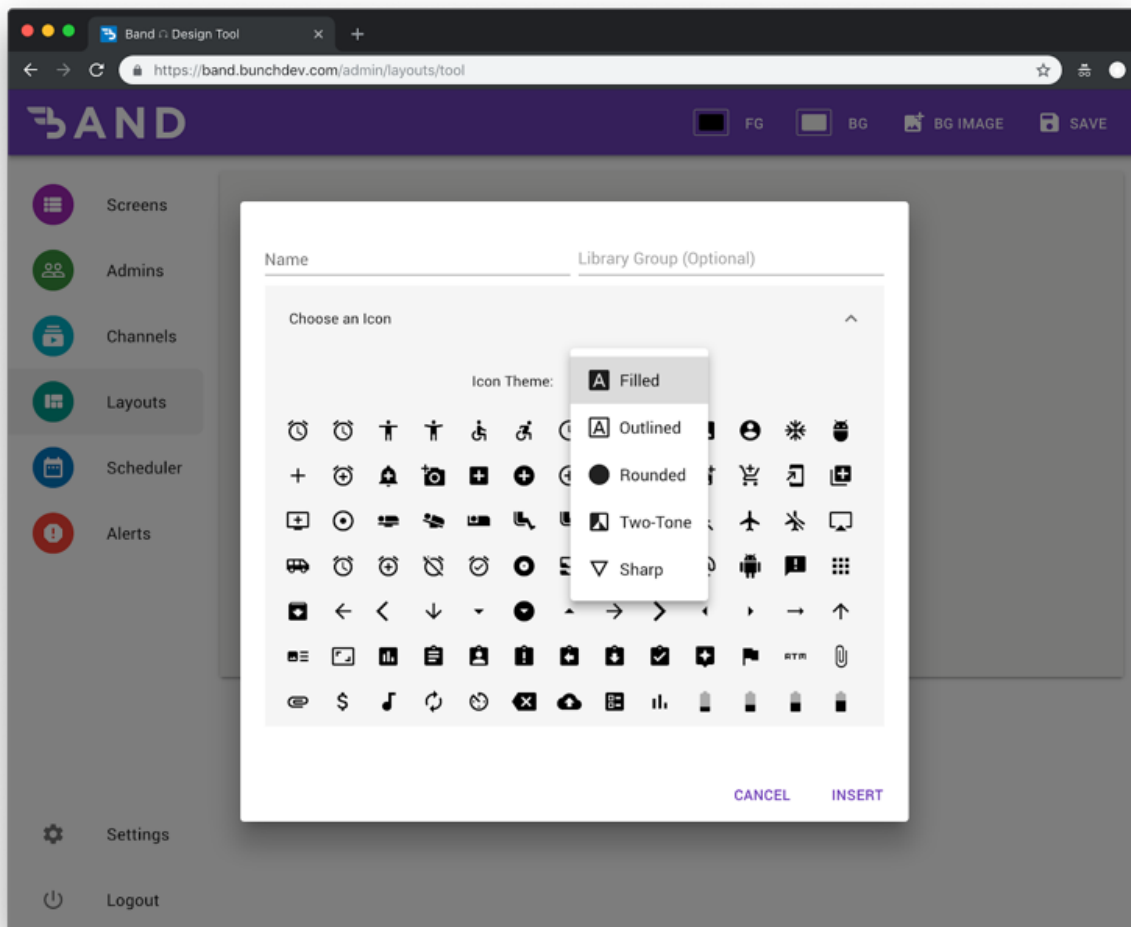 Band ∩ Design Tool
https://band.bunchdev.com/admin/layouts/tool
BAND
FG
BG
BG IMAGE
SAVE
Screens
Admins
Channels
Layouts
Scheduler
Alerts
Settings
Logout
Name
Library Group (Optional)
Choose an Icon
Icon Theme:
A Filled
A Outlined
Rounded
Two-Tone
Sharp
ATM
CANCEL
INSERT